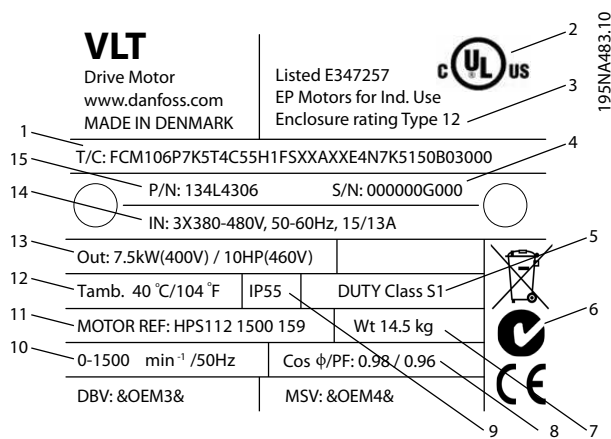 VLT
Drive Motor
www.danfoss.com
MADE IN DENMARK
Listed E347257
EP Motors for Ind. Use
Enclosure rating Type 12
c UL US
2
3
195NA483.10
1
T/C: FCM106P7K5T4C55H1FSXXAXXE4N7K5150B03000
4
15
P/N: 134L4306 S/N: 000000G000
14
IN: 3X380-480V, 50-60Hz, 15/13A
13
Out: 7.5kW(400V) / 10HP(460V)
5
12
Tamb. 40 °C/104 °F IP55 DUTY Class S1
11
MOTOR REF: HPS112 1500 159 Wt 14.5 kg
6
10
0-1500 min-1 /50Hz Cos ϕ/PF: 0.98 / 0.96
CE
DBV: &OEM3& MSV: &OEM4&
9 8 7